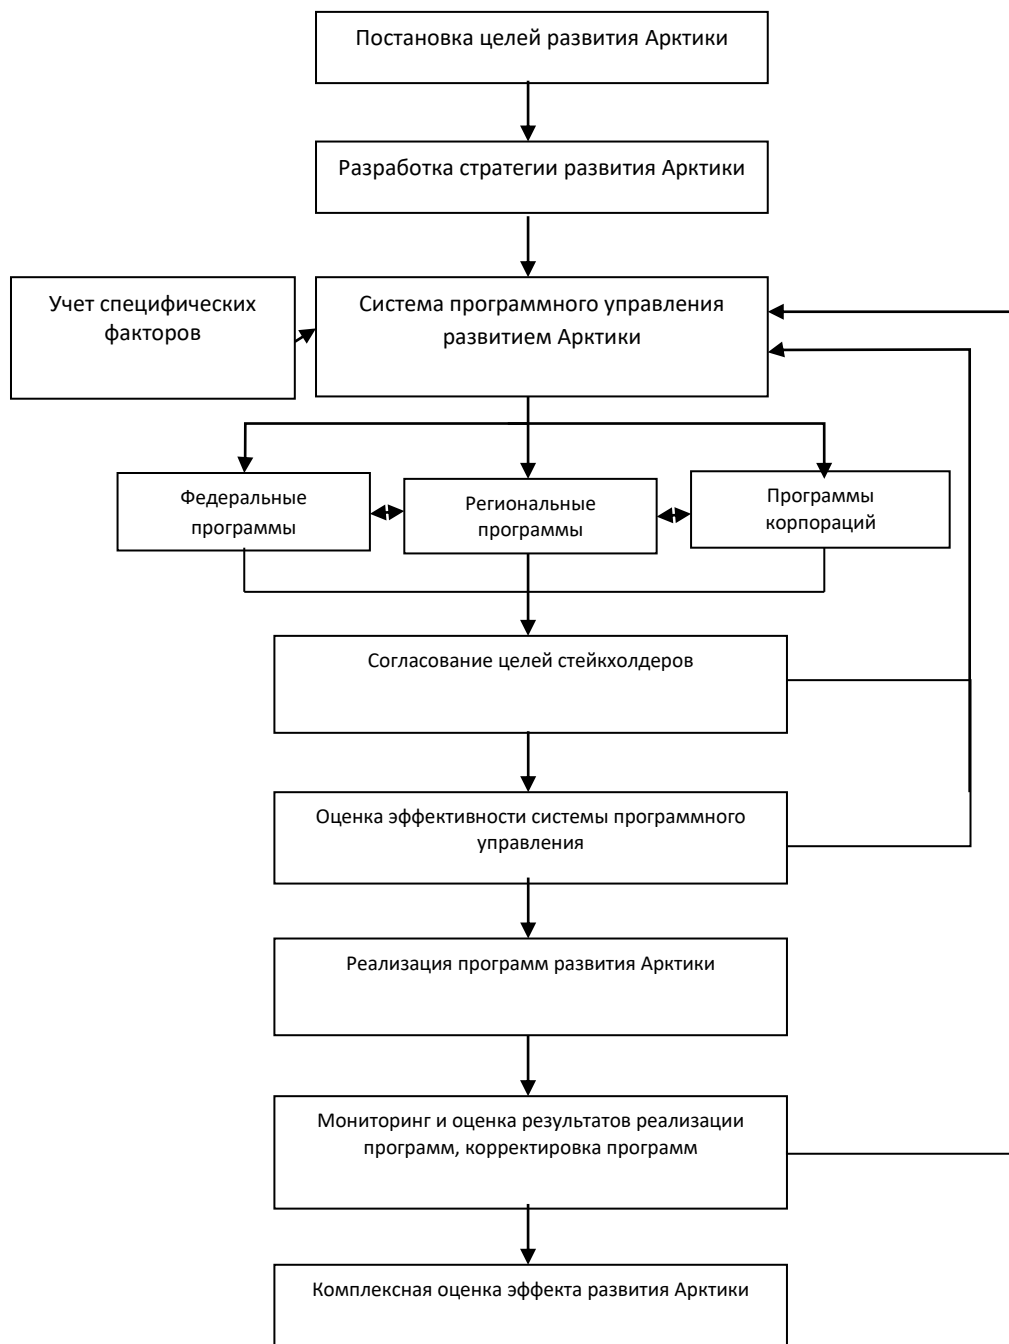 Постановка целей развития Арктики
Разработка стратегии развития Арктики
Учет специфических
факторов
Система программного управления
развитием Арктики
Федеральные
программы
Региональные
программы
Программы
корпораций
Согласование целей стейкхолдеров
Оценка эффективности системы программного
управления
Реализация программ развития Арктики
Мониторинг и оценка результатов реализации
программ, корректировка программ
Комплексная оценка эффекта развития Арктики